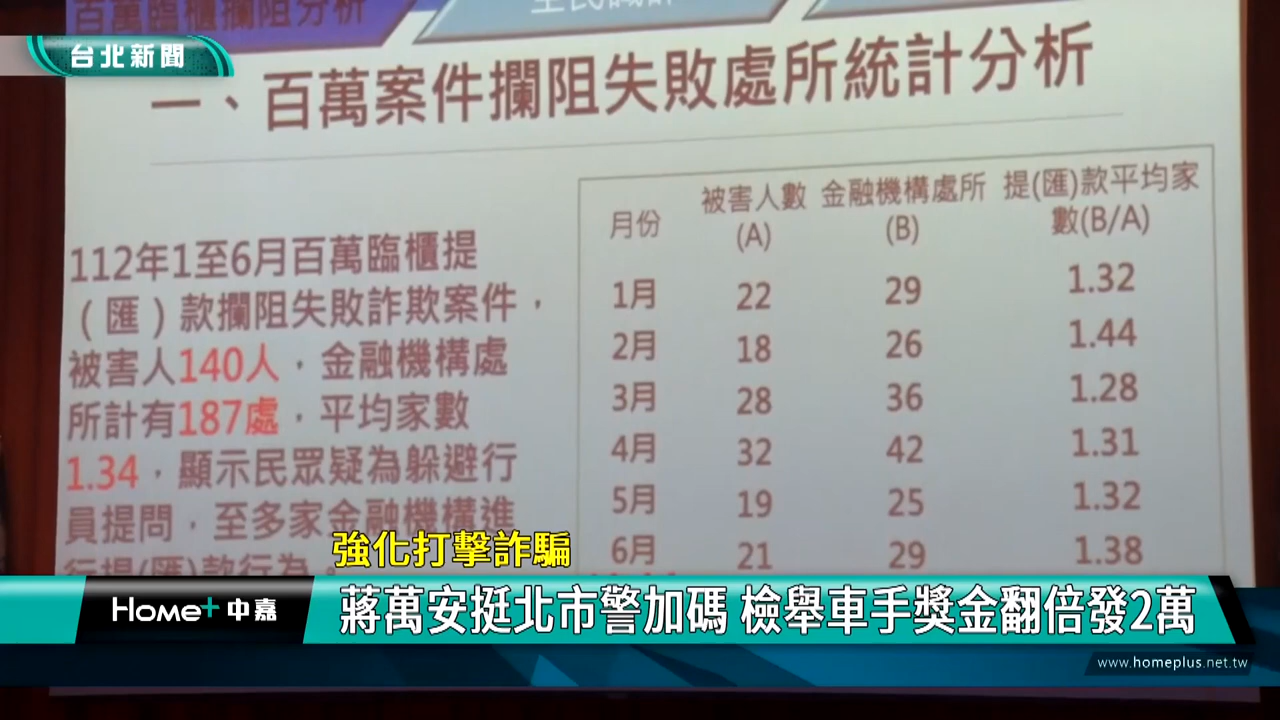 百萬臨櫃攔阻分析
台北新聞
一、百萬案件攔阻失敗處所統計分析
112年1至6月百萬臨櫃提
（匯）款攔阻失敗詐欺案件，
被害人140人，金融機構處
所計有187處，平均家數
1.34，顯示民眾疑為躲避行
員提問，至多家金融機構進
行提(匯)款行為。
月份 被害人數(A) 金融機構處所(B) 提(匯)款平均家數(B/A)
1月 22 29 1.32
2月 18 26 1.44
3月 28 36 1.28
4月 32 42 1.31
5月 19 25 1.32
6月 21 29 1.38
強化打擊詐騙
Home+中嘉
蔣萬安挺北市警加碼 檢舉車手獎金翻倍發2萬
www.homeplus.net.tw